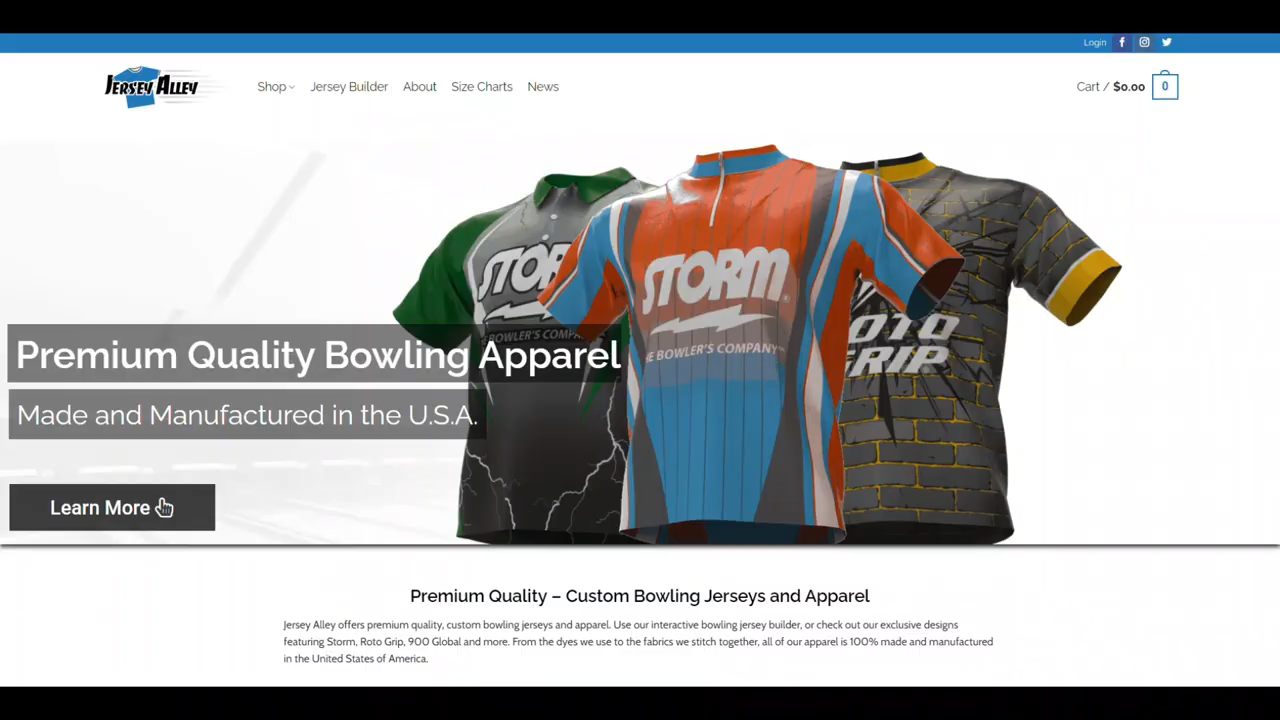 Login
JERSEY ALLEY
Shop
Jersey Builder
About
Size Charts
News
Cart / $0.00
0
STORM
THE BOWLER'S COMPANY
ROTO
GRIP
Premium Quality Bowling Apparel
Made and Manufactured in the U.S.A.
Learn More
Premium Quality – Custom Bowling Jerseys and Apparel
Jersey Alley offers premium quality, custom bowling jerseys and apparel. Use our interactive bowling jersey builder, or check out our exclusive designs
featuring Storm, Roto Grip, 900 Global and more. From the dyes we use to the fabrics we stitch together, all of our apparel is 100% made and manufactured
in the United States of America.